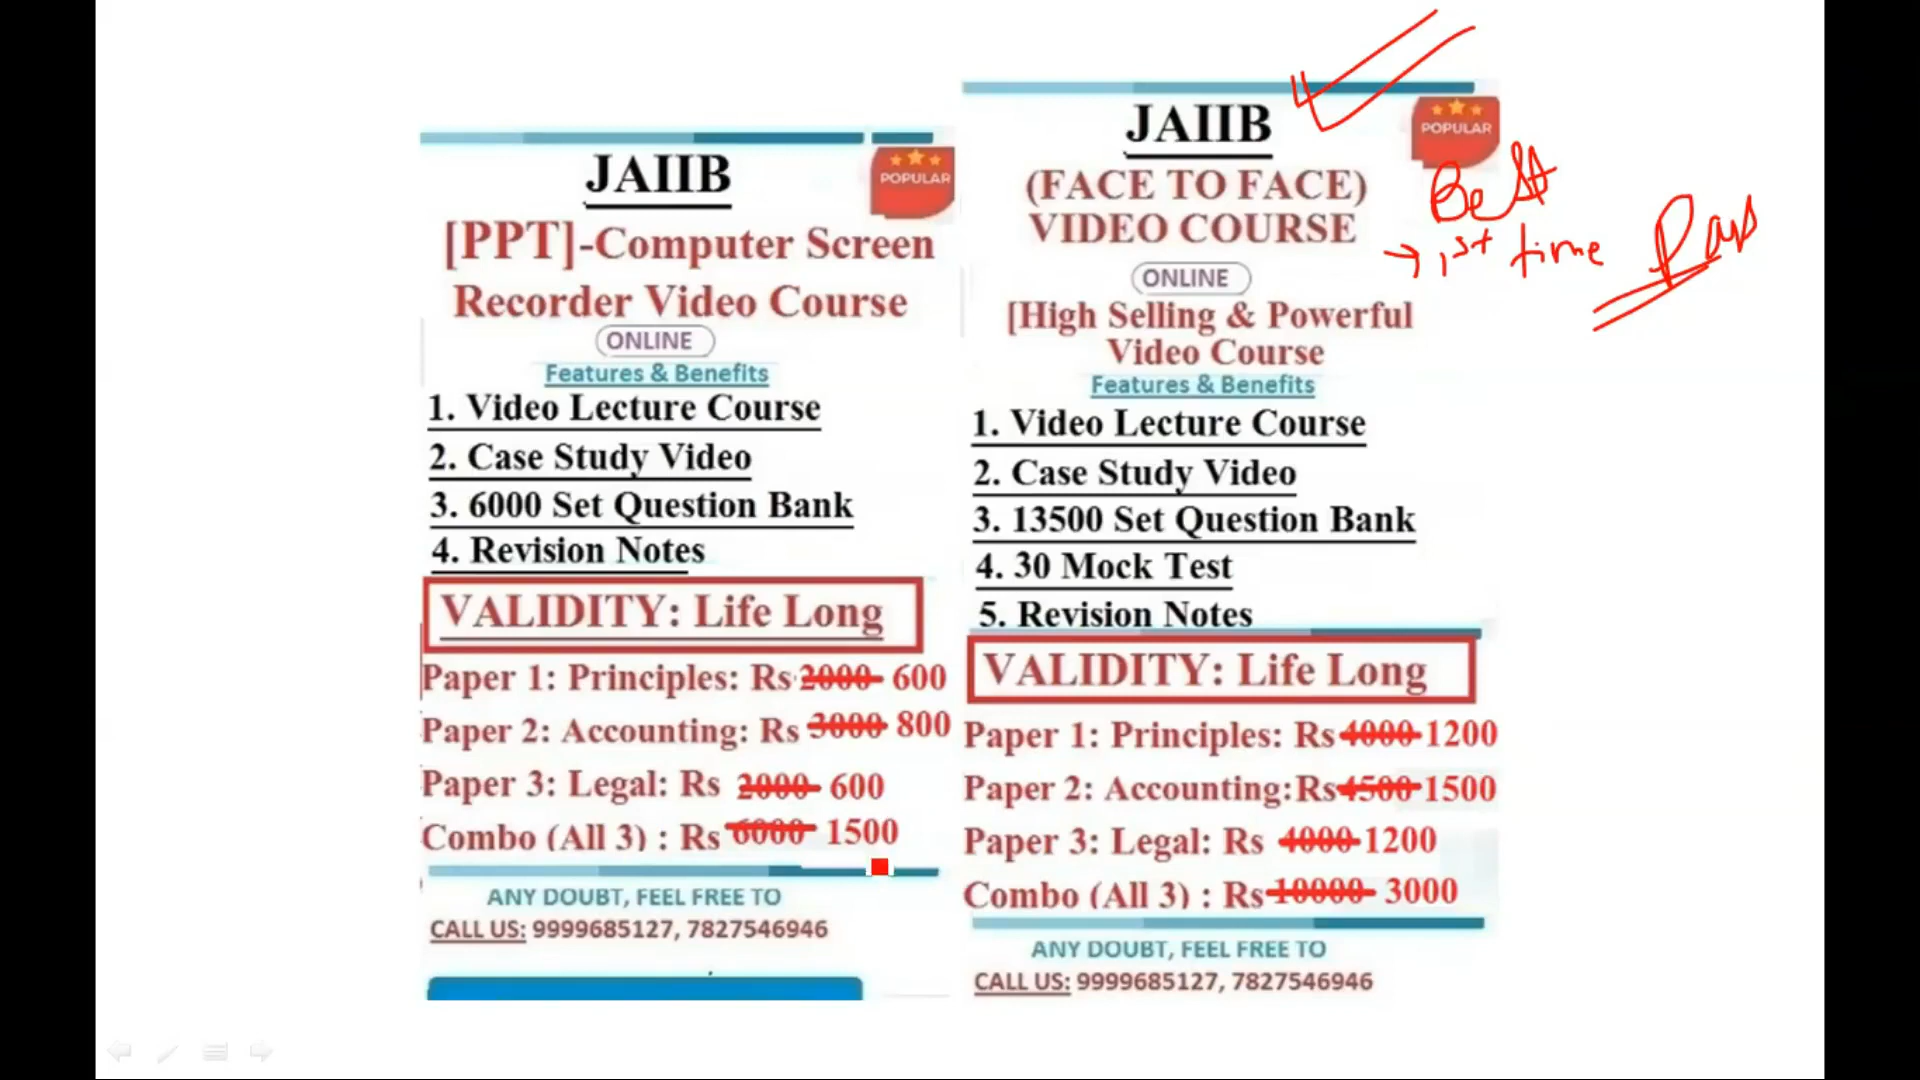 JAIIB
POPULAR
[PPT]-Computer Screen
Recorder Video Course
ONLINE
Features & Benefits
1. Video Lecture Course
2. Case Study Video
3. 6000 Set Question Bank
4. Revision Notes
VALIDITY: Life Long
Paper 1: Principles: Rs 2000 600
Paper 2: Accounting: Rs 3000 800
Paper 3: Legal: Rs 2000 600
Combo (All 3) : Rs 6000 1500
ANY DOUBT, FEEL FREE TO
CALL US: 9999685127, 7827546946
JAIIB
POPULAR
(FACE TO FACE)
VIDEO COURSE
ONLINE
[High Selling & Powerful
Video Course
Features & Benefits
1. Video Lecture Course
2. Case Study Video
3. 13500 Set Question Bank
4. 30 Mock Test
5. Revision Notes
VALIDITY: Life Long
Paper 1: Principles: Rs 4000 1200
Paper 2: Accounting: Rs 4500 1500
Paper 3: Legal: Rs 4000 1200
Combo (All 3) : Rs 10000 3000
ANY DOUBT, FEEL FREE TO
CALL US: 9999685127, 7827546946
Best
→ 1st time Pass